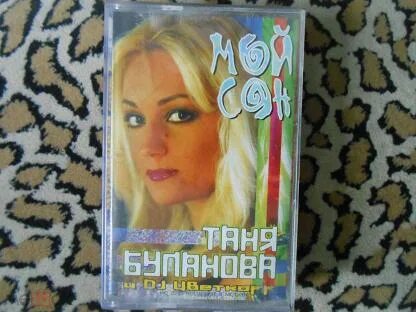 Мой
сон
Таня
Буланова
и DJ Цветкоff